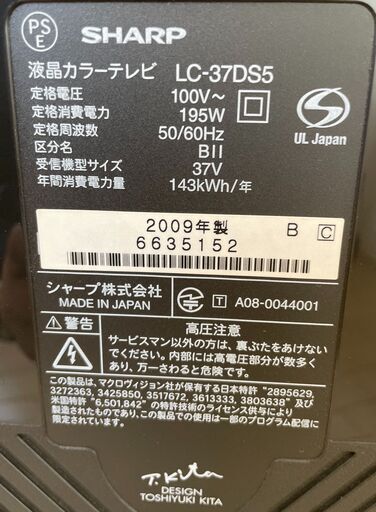 PS
E
SHARP
液晶カラーテレビ LC-37DS5
定格電圧 100V～
定格消費電力 195W
定格周波数 50/60Hz
区分名 BII
受信機型サイズ 37V
年間消費電力量 143kWh/年
S
UL Japan
2009年製 B C
6635152
シャープ株式会社
MADE IN JAPAN
T A08-0044001
警告 高圧注意
サービスマン以外の方は、裏ぶたをあけない
でください。内部には高電圧部分が数多く
あり、万一さわると危険です。
この製品は、マクロヴィジョン社が保有する日本特許 "2895629,
3272363, 3425850, 3517672, 3613333, 3803638" 及び
米国特許 "6,501,842" の特許技術のライセンス供与により
製造されたもので、この製品での使用は一部のプログラム配信に
限られます。
T. Kita
DESIGN
TOSHIYUKI KITA